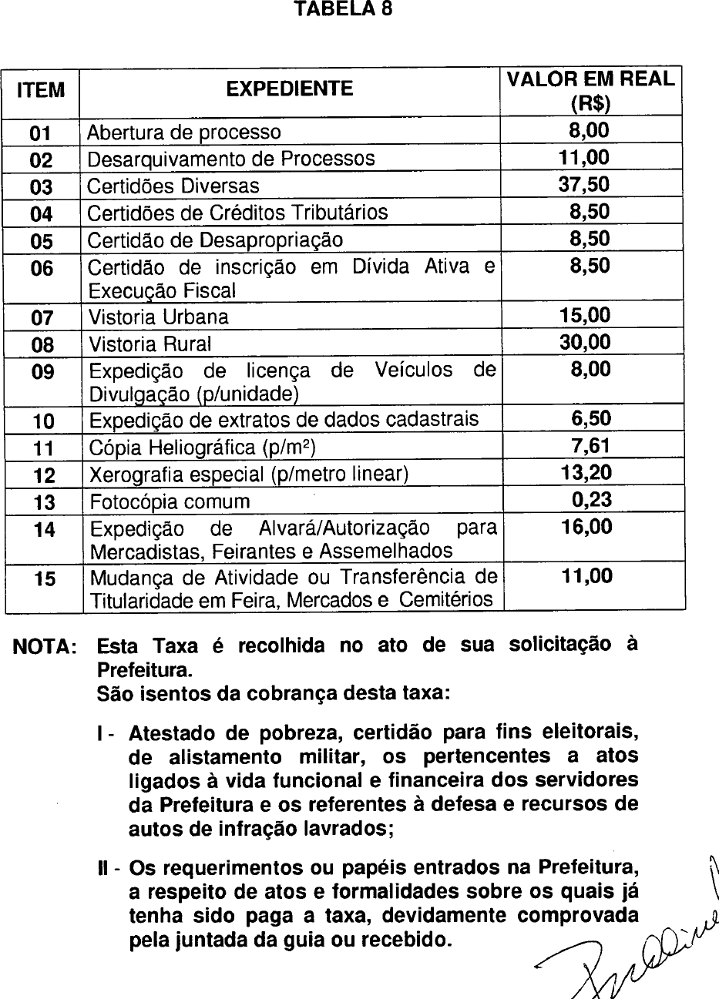 TABELA 8
ITEM EXPEDIENTE VALOR EM REAL
(R$)
01 Abertura de processo 8,00
02 Desarquivamento de Processos 11,00
03 Certidões Diversas 37,50
04 Certidões de Créditos Tributários 8,50
05 Certidão de Desapropriação 8,50
06 Certidão de inscrição em Dívida Ativa e 8,50
Execução Fiscal
07 Vistoria Urbana 15,00
08 Vistoria Rural 30,00
09 Expedição de licença de Veículos de 8,00
Divulgação (p/unidade)
10 Expedição de extratos de dados cadastrais 6,50
11 Cópia Heliográfica (p/m²) 7,61
12 Xerografia especial (p/metro linear) 13,20
13 Fotocópia comum 0,23
14 Expedição de Alvará/Autorização para 16,00
Mercadistas, Feirantes e Assemelhados
15 Mudança de Atividade ou Transferência de 11,00
Titularidade em Feira, Mercados e Cemitérios
NOTA: Esta Taxa é recolhida no ato de sua solicitação à
Prefeitura.
São isentos da cobrança desta taxa:
I - Atestado de pobreza, certidão para fins eleitorais,
de alistamento militar, os pertencentes a atos
ligados à vida funcional e financeira dos servidores
da Prefeitura e os referentes à defesa e recursos de
autos de infração lavrados;
II - Os requerimentos ou papéis entrados na Prefeitura,
a respeito de atos e formalidades sobre os quais já
tenha sido paga a taxa, devidamente comprovada
pela juntada da guia ou recebido.